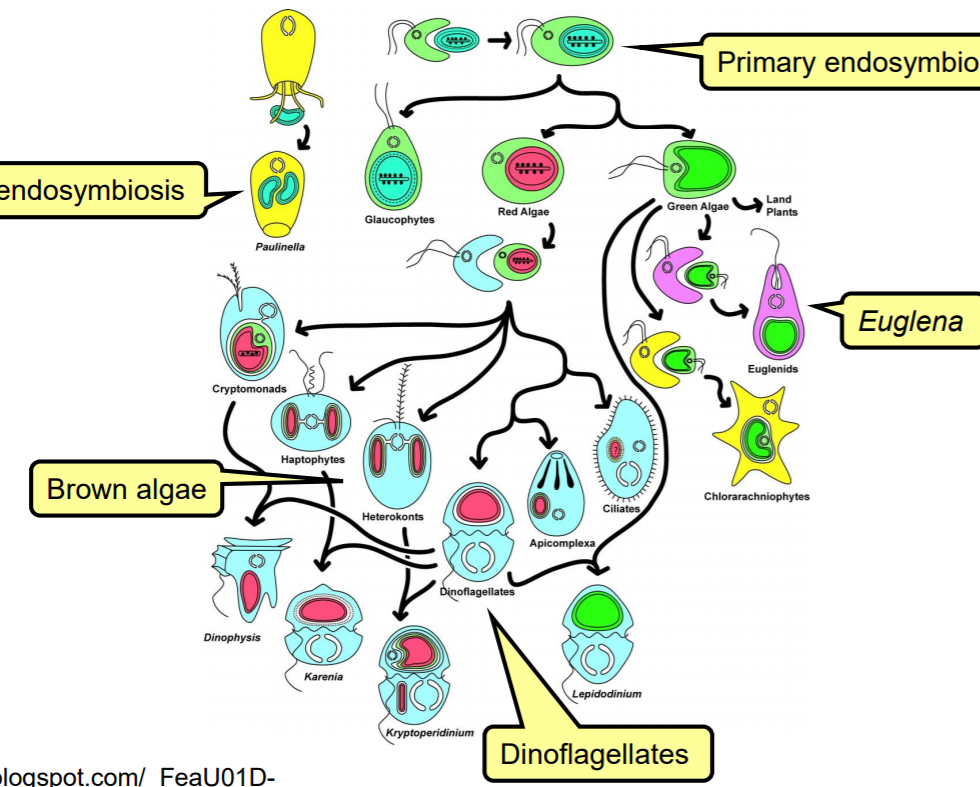 Primary endosymbio
endosymbiosis
Glaucophytes
Red Algae
Green Algae
Land
Plants
Paulinella
Euglena
Euglenids
Cryptomonads
Haptophytes
Brown algae
Heterokonts
Ciliates
Chlorarachniophytes
Apicomplexa
Dinoflagellates
Dinophysis
Karenia
Kryptoperidinium
Lepidodinium
Dinoflagellates
logspot.com/_FeaU01D-